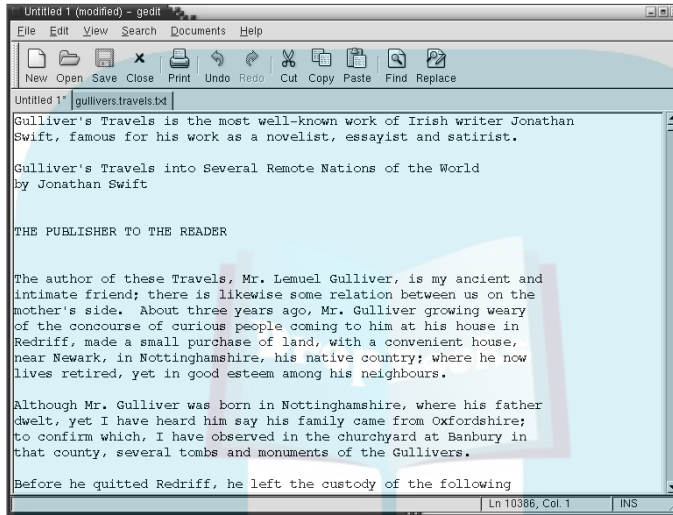 Untitled 1 (modified) - gedit
File Edit View Search Documents Help
New Open Save Close Print Undo Redo Cut Copy Paste Find Replace
Untitled 1* gullivers.travels.txt
Gulliver's Travels is the most well-known work of Irish writer Jonathan
Swift, famous for his work as a novelist, essayist and satirist.
Gulliver's Travels into Several Remote Nations of the World
by Jonathan Swift
THE PUBLISHER TO THE READER
The author of these Travels, Mr. Lemuel Gulliver, is my ancient and
intimate friend; there is likewise some relation between us on the
mother's side. About three years ago, Mr. Gulliver growing weary
of the concourse of curious people coming to him at his house in
Redriff, made a small purchase of land, with a convenient house,
near Newark, in Nottinghamshire, his native country; where he now
lives retired, yet in good esteem among his neighbours.
Although Mr. Gulliver was born in Nottinghamshire, where his father
dwelt, yet I have heard him say his family came from Oxfordshire;
to confirm which, I have observed in the churchyard at Banbury in
that county, several tombs and monuments of the Gullivers.
Before he quitted Redriff, he left the custody of the following
Ln 10386, Col. 1 INS